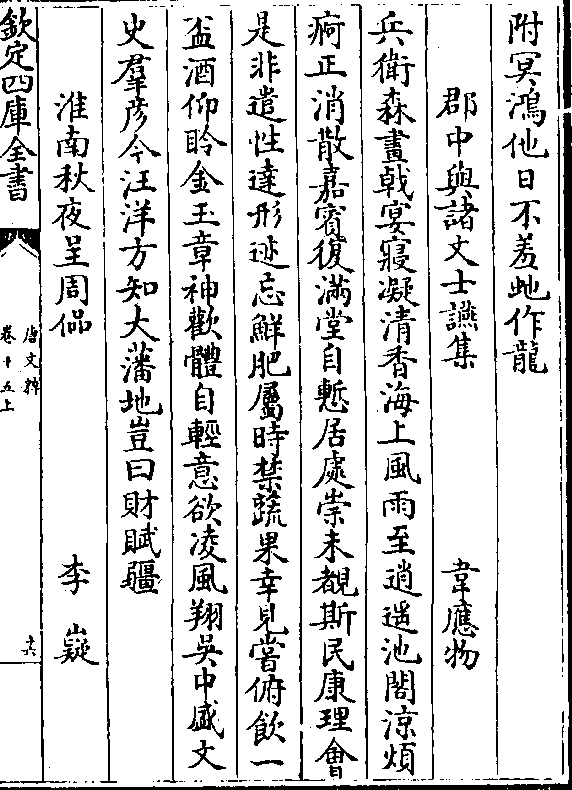 附冥鴻他日不羞虵作龍
郡中與諸文士讌集 韋應物
兵衛森畫戟宴寢凝清香海上風雨至逍遥池閣涼煩
疴正消散嘉賓復滿堂自慙居處崇未覩斯民康理會
是非遣性達形迹忘鮮肥屬時禁蔬果幸見嘗俯飲一
盃酒仰聆金玉章神歡體自輕意欲凌風翔吳中盛文
史羣彦今汪洋方知大藩地豈曰財賦疆
淮南秋夜呈周侃 李嶷
欽定四庫全書
唐文粹
卷十五上
十六